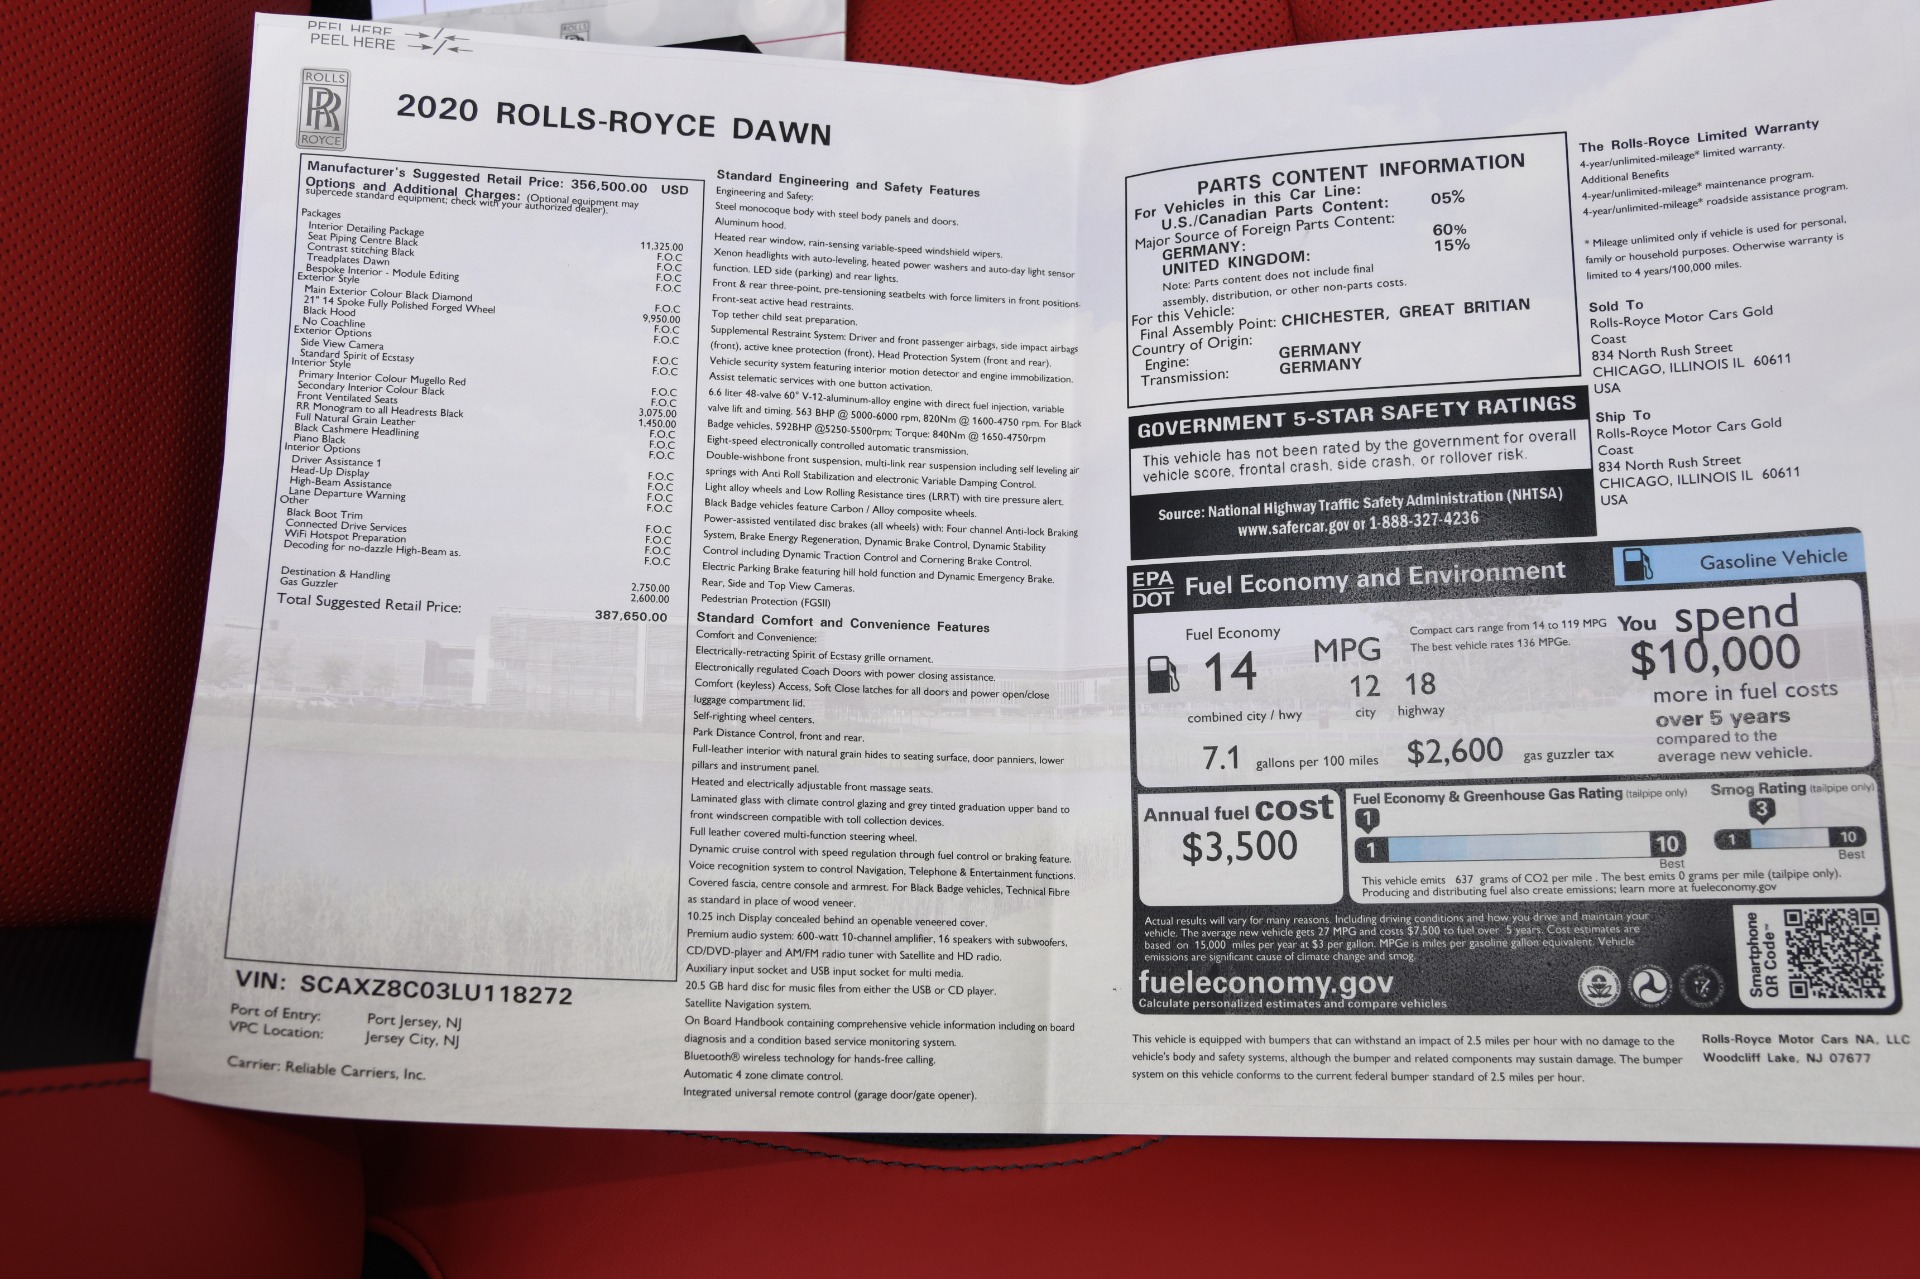 PEEL HERE
PEEL HERE
ROLLS
RR
ROYCE
2020 ROLLS-ROYCE DAWN
Manufacturer's Suggested Retail Price: 356,500.00 USD
Options and Additional Charges: (Optional equipment may
supercede standard equipment; check with your authorized dealer).
Packages
Interior Detailing Package 11,325.00
Seat Piping Centre Black F.O.C
Contrast stitching Black F.O.C
Treadplates Dawn F.O.C
Bespoke Interior - Module Editing F.O.C
Exterior Style
Main Exterior Colour Black Diamond F.O.C
21" 14 Spoke Fully Polished Forged Wheel 9,950.00
Black Hood F.O.C
No Coachline F.O.C
Exterior Options
Side View Camera F.O.C
Standard Spirit of Ecstasy F.O.C
Interior Style
Primary Interior Colour Mugello Red F.O.C
Secondary Interior Colour Black F.O.C
Front Ventilated Seats 3,075.00
RR Monogram to all Headrests Black 1,450.00
Full Natural Grain Leather F.O.C
Black Cashmere Headlining F.O.C
Piano Black F.O.C
Interior Options
Driver Assistance 1 F.O.C
Head-Up Display F.O.C
High-Beam Assistance F.O.C
Lane Departure Warning F.O.C
Other
Black Boot Trim F.O.C
Connected Drive Services F.O.C
WiFi Hotspot Preparation F.O.C
Decoding for no-dazzle High-Beam as. F.O.C
Destination & Handling 2,750.00
Gas Guzzler 2,600.00
Total Suggested Retail Price: 387,650.00
VIN: SCAXZ8C03LU118272
Port of Entry: Port Jersey, NJ
VPC Location: Jersey City, NJ
Carrier: Reliable Carriers, Inc.
Standard Engineering and Safety Features
Engineering and Safety:
Steel monocoque body with steel body panels and doors.
Aluminum hood.
Heated rear window, rain-sensing variable-speed windshield wipers.
Xenon headlights with auto-leveling, heated power washers and auto-day light sensor
function. LED side (parking) and rear lights.
Front & rear three-point, pre-tensioning seatbelts with force limiters in front positions.
Front-seat active head restraints.
Top tether child seat preparation.
Supplemental Restraint System: Driver and front passenger airbags, side impact airbags
(front), active knee protection (front), Head Protection System (front and rear).
Vehicle security system featuring interior motion detector and engine immobilization.
Assist telematic services with one button activation.
6.6 liter 48-valve 60° V-12-aluminum-alloy engine with direct fuel injection, variable
valve lift and timing. 563 BHP @ 5000-6000 rpm, 820Nm @ 1600-4750 rpm. For Black
Badge vehicles, 592BHP @5250-5500rpm; Torque: 840Nm @ 1650-4750rpm
Eight-speed electronically controlled automatic transmission.
Double-wishbone front suspension, multi-link rear suspension including self leveling air
springs with Anti Roll Stabilization and electronic Variable Damping Control.
Light alloy wheels and Low Rolling Resistance tires (LRRT) with tire pressure alert.
Black Badge vehicles feature Carbon / Alloy composite wheels.
Power-assisted ventilated disc brakes (all wheels) with: Four channel Anti-lock Braking
System, Brake Energy Regeneration, Dynamic Brake Control, Dynamic Stability
Control including Dynamic Traction Control and Cornering Brake Control.
Electric Parking Brake featuring hill hold function and Dynamic Emergency Brake.
Rear, Side and Top View Cameras.
Pedestrian Protection (FGSII)
Standard Comfort and Convenience Features
Comfort and Convenience:
Electrically-retracting Spirit of Ecstasy grille ornament.
Electronically regulated Coach Doors with power closing assistance.
Comfort (keyless) Access, Soft Close latches for all doors and power open/close
luggage compartment lid.
Self-righting wheel centers.
Park Distance Control, front and rear.
Full-leather interior with natural grain hides to seating surface, door panniers, lower
pillars and instrument panel.
Heated and electrically adjustable front massage seats.
Laminated glass with climate control glazing and grey tinted graduation upper band to
front windscreen compatible with toll collection devices.
Full leather covered multi-function steering wheel.
Dynamic cruise control with speed regulation through fuel control or braking feature.
Voice recognition system to control Navigation, Telephone & Entertainment functions.
Covered fascia, centre console and armrest. For Black Badge vehicles, Technical Fibre
as standard in place of wood veneer.
10.25 inch Display concealed behind an openable veneered cover.
Premium audio system: 600-watt 10-channel amplifier, 16 speakers with subwoofers,
CD/DVD-player and AM/FM radio tuner with Satellite and HD radio.
Auxiliary input socket and USB input socket for multi media.
20.5 GB hard disc for music files from either the USB or CD player.
Satellite Navigation system.
On Board Handbook containing comprehensive vehicle information including on board
diagnosis and a condition based service monitoring system.
Bluetooth® wireless technology for hands-free calling.
Automatic 4 zone climate control.
Integrated universal remote control (garage door/gate opener).
PARTS CONTENT INFORMATION
For Vehicles in this Car Line:
U.S./Canadian Parts Content: 05%
Major Source of Foreign Parts Content:
GERMANY: 60%
UNITED KINGDOM: 15%
Note: Parts content does not include final
assembly, distribution, or other non-parts costs.
For this Vehicle:
Final Assembly Point: CHICHESTER, GREAT BRITIAN
Country of Origin:
Engine: GERMANY
Transmission: GERMANY
The Rolls-Royce Limited Warranty
4-year/unlimited-mileage* limited warranty.
Additional Benefits
4-year/unlimited-mileage* maintenance program.
4-year/unlimited-mileage* roadside assistance program.
* Mileage unlimited only if vehicle is used for personal,
family or household purposes. Otherwise warranty is
limited to 4 years/100,000 miles.
Sold To
Rolls-Royce Motor Cars Gold
Coast
834 North Rush Street
CHICAGO, ILLINOIS IL 60611
USA
Ship To
Rolls-Royce Motor Cars Gold
Coast
834 North Rush Street
CHICAGO, ILLINOIS IL 60611
USA
GOVERNMENT 5-STAR SAFETY RATINGS
This vehicle has not been rated by the government for overall
vehicle score, frontal crash, side crash, or rollover risk.
Source: National Highway Traffic Safety Administration (NHTSA)
www.safercar.gov or 1-888-327-4236
EPA
DOT
Fuel Economy and Environment
Gasoline Vehicle
Fuel Economy
14 MPG
combined city / hwy
12 city
18 highway
Compact cars range from 14 to 119 MPG
The best vehicle rates 136 MPGe.
7.1 gallons per 100 miles
$2,600 gas guzzler tax
You spend
$10,000
more in fuel costs
over 5 years
compared to the
average new vehicle.
Annual fuel cost
$3,500
Fuel Economy & Greenhouse Gas Rating (tailpipe only)
1
1 10
Best
Smog Rating (tailpipe only)
3
1 10
Best
This vehicle emits 637 grams of CO2 per mile . The best emits 0 grams per mile (tailpipe only).
Producing and distributing fuel also create emissions; learn more at fueleconomy.gov
Actual results will vary for many reasons. Including driving conditions and how you drive and maintain your
vehicle. The average new vehicle gets 27 MPG and costs $7,500 to fuel over 5 years. Cost estimates are
based on 15,000 miles per year at $3 per gallon. MPGe is miles per gasoline gallon equivalent. Vehicle
emissions are significant cause of climate change and smog.
fueleconomy.gov
Calculate personalized estimates and compare vehicles
Smartphone
QR Code™
This vehicle is equipped with bumpers that can withstand an impact of 2.5 miles per hour with no damage to the
vehicle's body and safety systems, although the bumper and related components may sustain damage. The bumper
system on this vehicle conforms to the current federal bumper standard of 2.5 miles per hour.
Rolls-Royce Motor Cars NA, LLC
Woodcliff Lake, NJ 07677